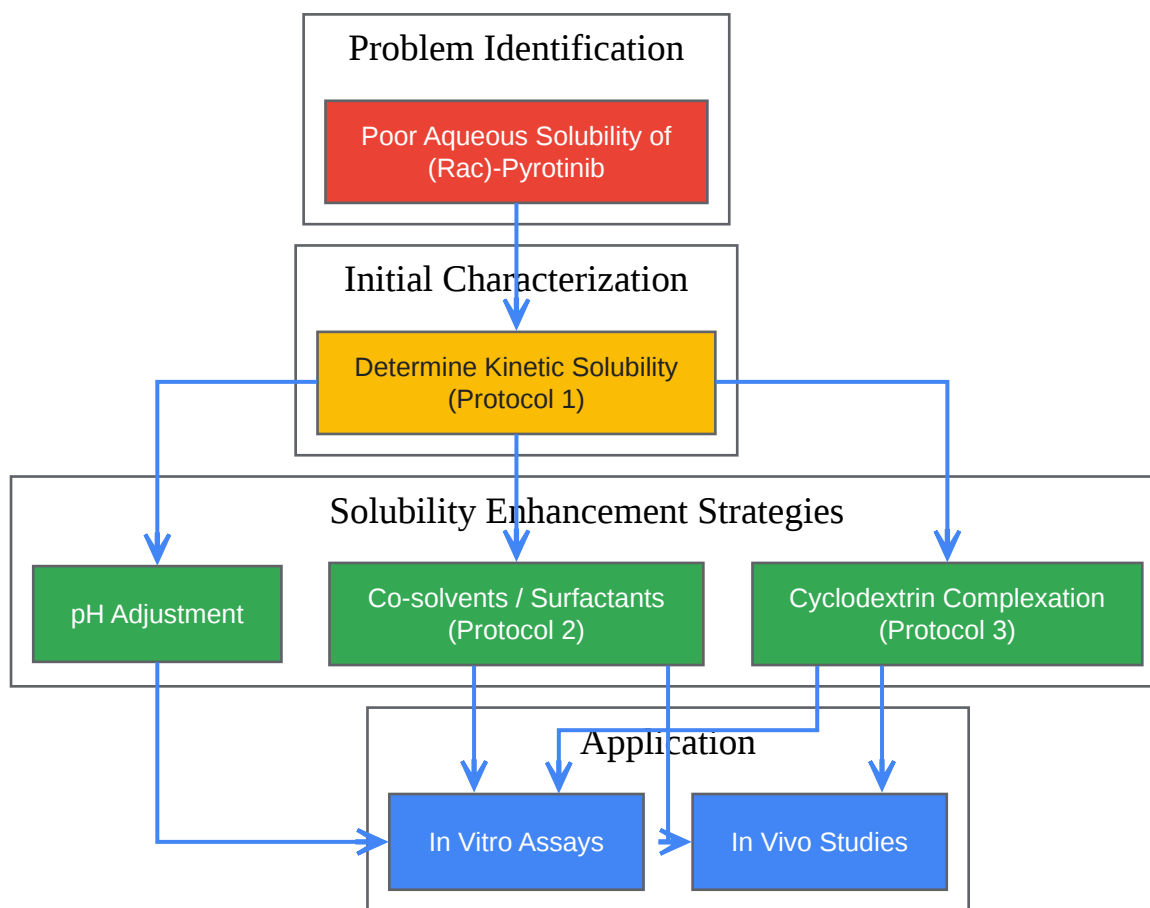 Problem Identification
Poor Aqueous Solubility of
(Rac)-Pyrotinib
Initial Characterization
Determine Kinetic Solubility
(Protocol 1)
Solubility Enhancement Strategies
pH Adjustment
Co-solvents / Surfactants
(Protocol 2)
Cyclodextrin Complexation
(Protocol 3)
Application
In Vitro Assays
In Vivo Studies